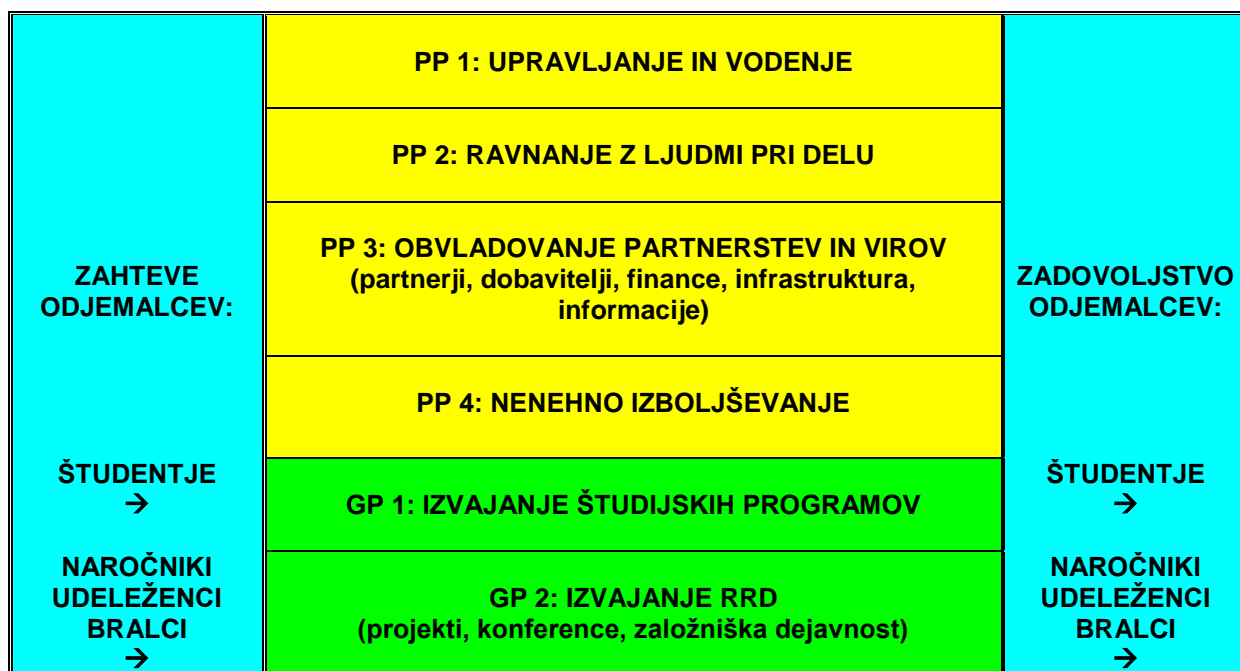 ZAHTEVE
ODJEMALCEV:
ŠTUDENTJE
→
NAROČNIKI
UDELEŽENCI
BRALCI
→
PP 1: UPRAVLJANJE IN VODENJE
PP 2: RAVNANJE Z LJUDMI PRI DELU
PP 3: OBVLADOVANJE PARTNERSTEV IN VIROV
(partnerji, dobavitelji, finance, infrastruktura,
informacije)
PP 4: NENEHNO IZBOLJŠEVANJE
GP 1: IZVAJANJE ŠTUDIJSKIH PROGRAMOV
GP 2: IZVAJANJE RRD
(projekti, konference, založniška dejavnost)
ZADOVOLJSTVO
ODJEMALCEV:
ŠTUDENTJE
→
NAROČNIKI
UDELEŽENCI
BRALCI
→